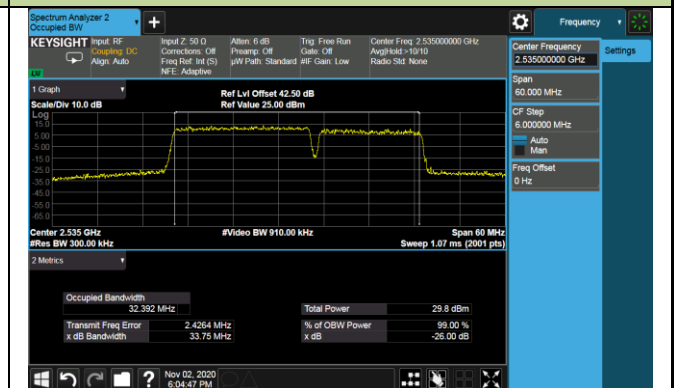 Spectrum Analyzer 2
Occupied BW
+
Frequency
KEYSIGHT
Input: RF
Coupling: DC
Align: Auto
Input Z: 50 Ω
Corrections: Off
Freq Ref: Int (S)
NFE: Adaptive
Atten: 6 dB
Preamp: Off
µW Path: Standard
Trig: Free Run
Gate: Off
#IF Gain: Low
Center Freq: 2.535000000 GHz
Avg|Hold:>10/10
Radio Std: None
LXI
Center Frequency
2.535000000 GHz
Settings
Span
60.000 MHz
CF Step
6.000000 MHz
Auto
Man
Freq Offset
0 Hz
1 Graph
Scale/Div 10.0 dB
Ref Lvl Offset 42.50 dB
Ref Value 25.00 dBm
Log
15.0
5.00
-5.00
-15.0
-25.0
-35.0
-45.0
-55.0
-65.0
Center 2.535 GHz
#Video BW 910.00 kHz
Span 60 MHz
#Res BW 300.00 kHz
Sweep 1.07 ms (2001 pts)
2 Metrics
Occupied Bandwidth
32.392 MHz
Total Power
29.8 dBm
Transmit Freq Error
2.4264 MHz
% of OBW Power
99.00 %
x dB Bandwidth
33.75 MHz
x dB
-26.00 dB
?
Nov 02, 2020
6:04:47 PM